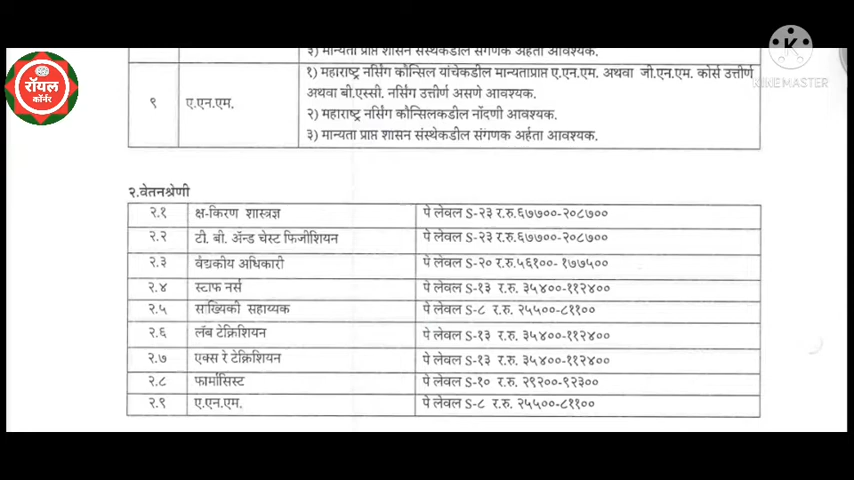 ३) मान्यता प्राप्त शासन संस्थेकडील संगणक अर्हता आवश्यक.
रॉयल
कॉर्नर
KINEMASTER
९ ए.एन.एम. १) महाराष्ट्र नर्सिंग कौन्सिल यांचेकडील मान्यताप्राप्त ए.एन.एम. अथवा जी.एन.एम. कोर्स उत्तीर्ण
अथवा बी.एस्सी. नर्सिंग उत्तीर्ण असणे आवश्यक.
२) महाराष्ट्र नर्सिंग कौन्सिलकडील नोंदणी आवश्यक.
३) मान्यता प्राप्त शासन संस्थेकडील संगणक अर्हता आवश्यक.
२.वेतनश्रेणी
२.१ क्ष-किरण शास्त्रज्ञ पे लेवल S-२३ र.रु.६७७००-२०८७००
२.२ टी. बी. ॲन्ड चेस्ट फिजीशियन पे लेवल S-२३ र.रु.६७७००-२०८७००
२.३ वैद्यकीय अधिकारी पे लेवल S-२० र.रु.५६१००- १७७५००
२.४ स्टाफ नर्स पे लेवल S-१३ र.रु. ३५४००-११२४००
२.५ सांख्यिकी सहाय्यक पे लेवल S-८ र.रु. २५५००-८११००
२.६ लॅब टेक्निशियन पे लेवल S-१३ र.रु. ३५४००-११२४००
२.७ एक्स रे टेक्निशियन पे लेवल S-१३ र.रु. ३५४००-११२४००
२.८ फार्मासिस्ट पे लेवल S-१० र.रु. २९२००-९२३००
२.९ ए.एन.एम. पे लेवल S-८ र.रु. २५५००-८११००